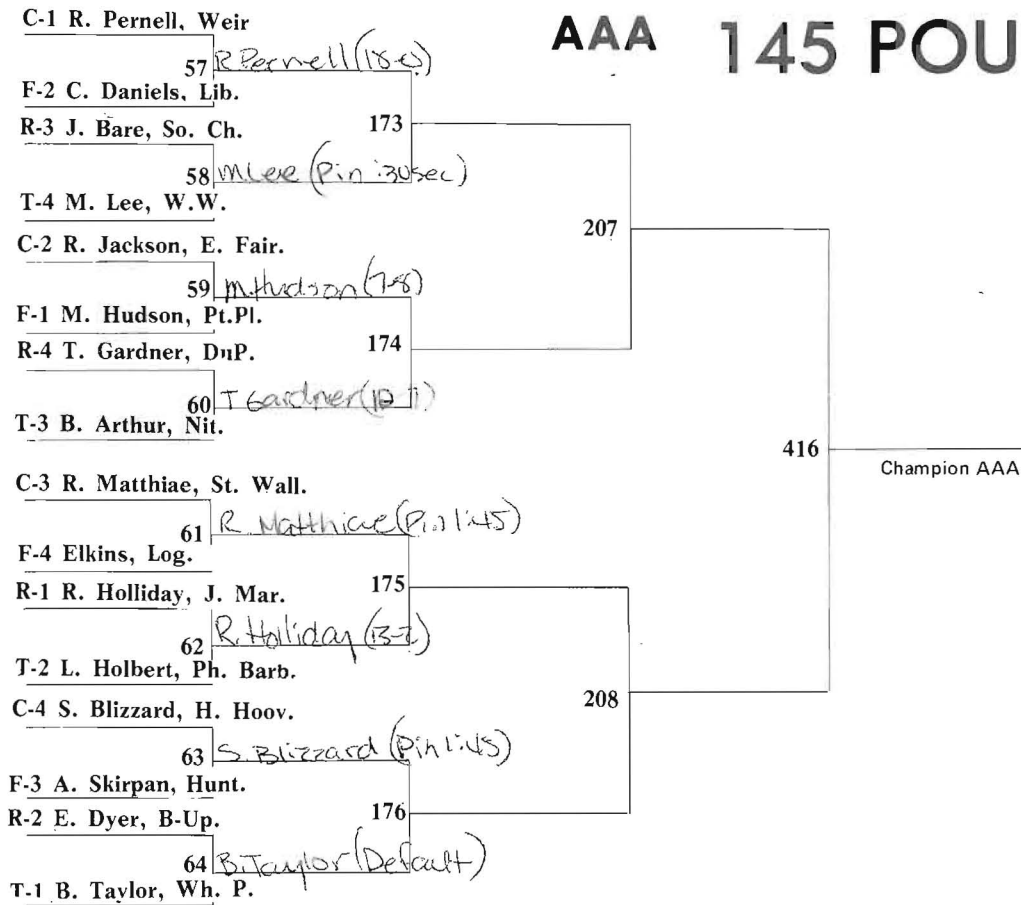 AAA 145 POU
C-1 R. Pernell, Weir
57 R Pernell (18-0)
F-2 C. Daniels, Lib.
R-3 J. Bare, So. Ch.
173
58 M. Lee (Pin :30sec)
T-4 M. Lee, W.W.
C-2 R. Jackson, E. Fair.
207
59 M. Hudson (7-8)
F-1 M. Hudson, Pt.Pl.
R-4 T. Gardner, DuP.
174
60 T Gardner
T-3 B. Arthur, Nit.
416
Champion AAA
C-3 R. Matthiae, St. Wall.
61 R. Matthiae (Pin 1:45)
F-4 Elkins, Log.
R-1 R. Holliday, J. Mar.
175
62 R. Holliday (13-2)
T-2 L. Holbert, Ph. Barb.
208
C-4 S. Blizzard, H. Hoov.
63 S. Blizzard (Pin 1:45)
F-3 A. Skirpan, Hunt.
R-2 E. Dyer, B-Up.
176
64 B. Taylor (Default)
T-1 B. Taylor, Wh. P.